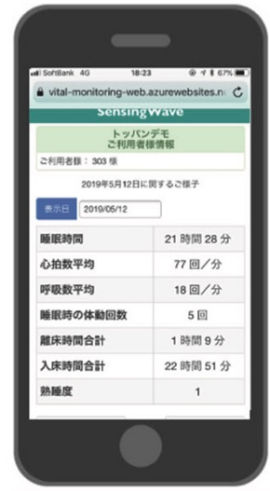 SoftBank 4G 18:23 67%
vital-monitoring-web.azurewebsites.n
SensingWave
トッパンデモ
ご利用者様情報
ご利用者様： 303 様
2019年5月12日に関するご様子
表示日 2019/05/12
睡眠時間 21 時間 28 分
心拍数平均 77 回／分
呼吸数平均 18 回／分
睡眠時の体動回数 5 回
離床時間合計 1 時間 9 分
入床時間合計 22 時間 51 分
熟睡度 1